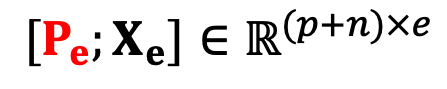 [𝐏ₑ; 𝐗ₑ] ∈ ℝ^{(p+n)×e}